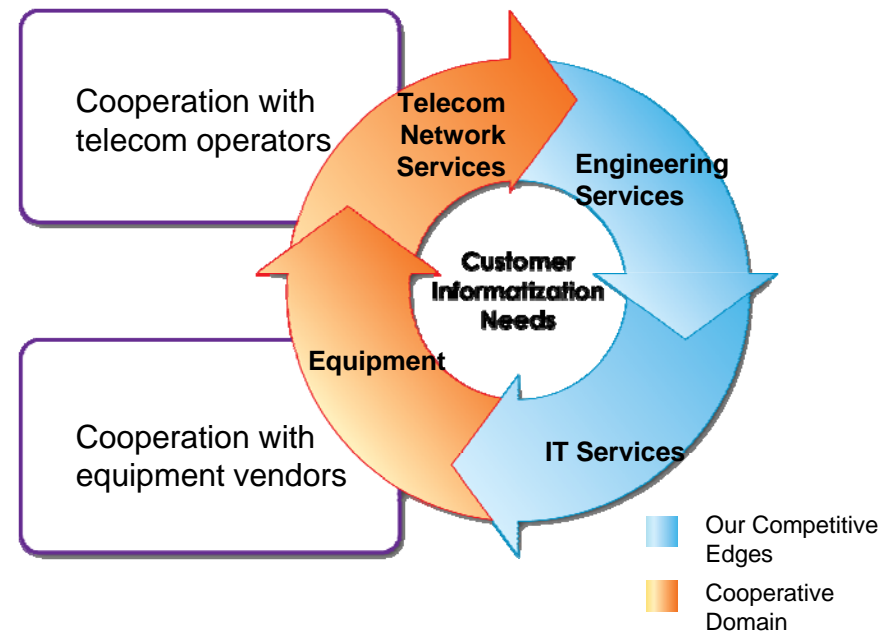 Cooperation with
telecom operators
Telecom
Network
Services
Engineering
Services
Customer
Informatization
Needs
Equipment
Cooperation with
equipment vendors
IT Services
Our Competitive
Edges
Cooperative
Domain